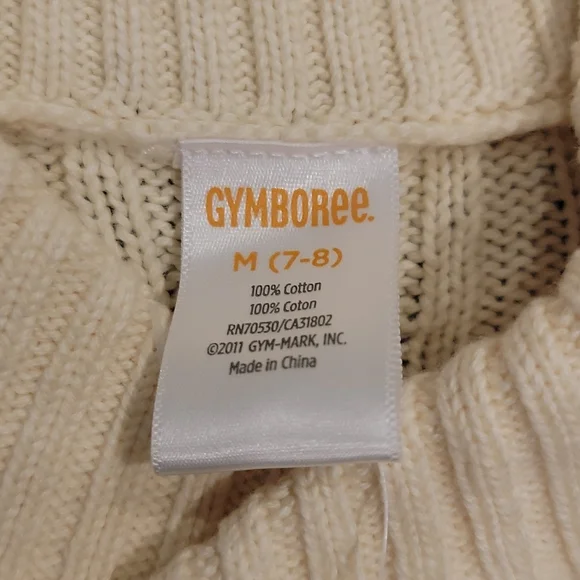 GYMBORee.
M (7-8)
100% Cotton
100% Coton
RN70530/CA31802
©2011 GYM-MARK, INC.
Made in China